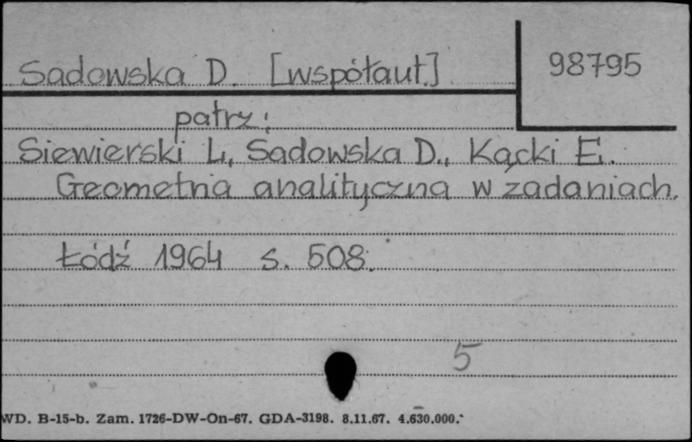 Sadowska D. [współaut.]
98795
patrz:
Siewierski L., Sadowska D., Kącki E.
Geometria analityczna w zadaniach.
Łódź 1964 s. 508.
5
WD. B-15-b. Zam. 1726-DW-On-67. GDA-3198. 8.11.67. 4.630.000.